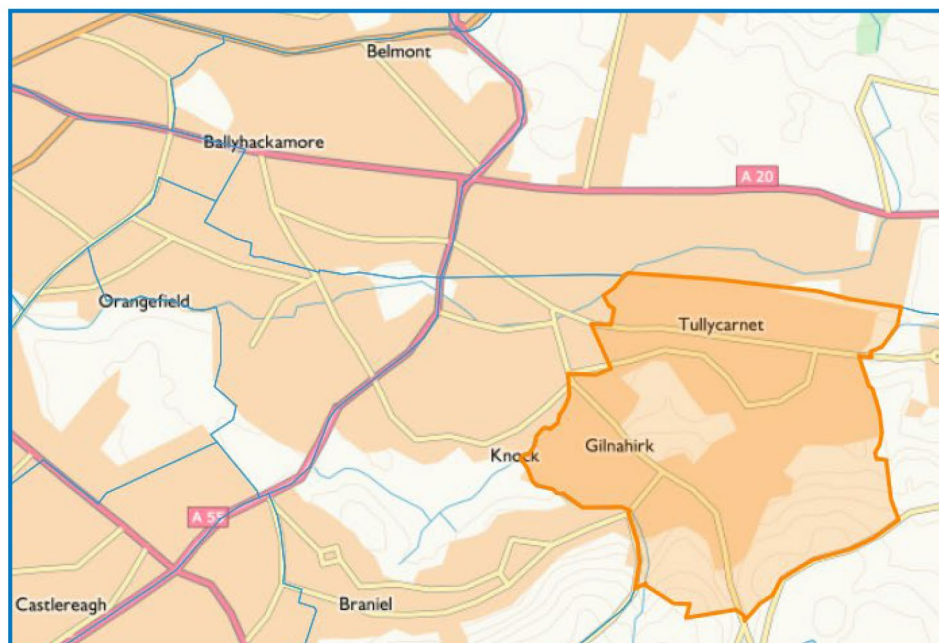 Belmont
Ballyhackamore
A 20
Orangefield
Tullycarnet
Gilnahirk
Knock
A 55
Castlereagh
Braniel